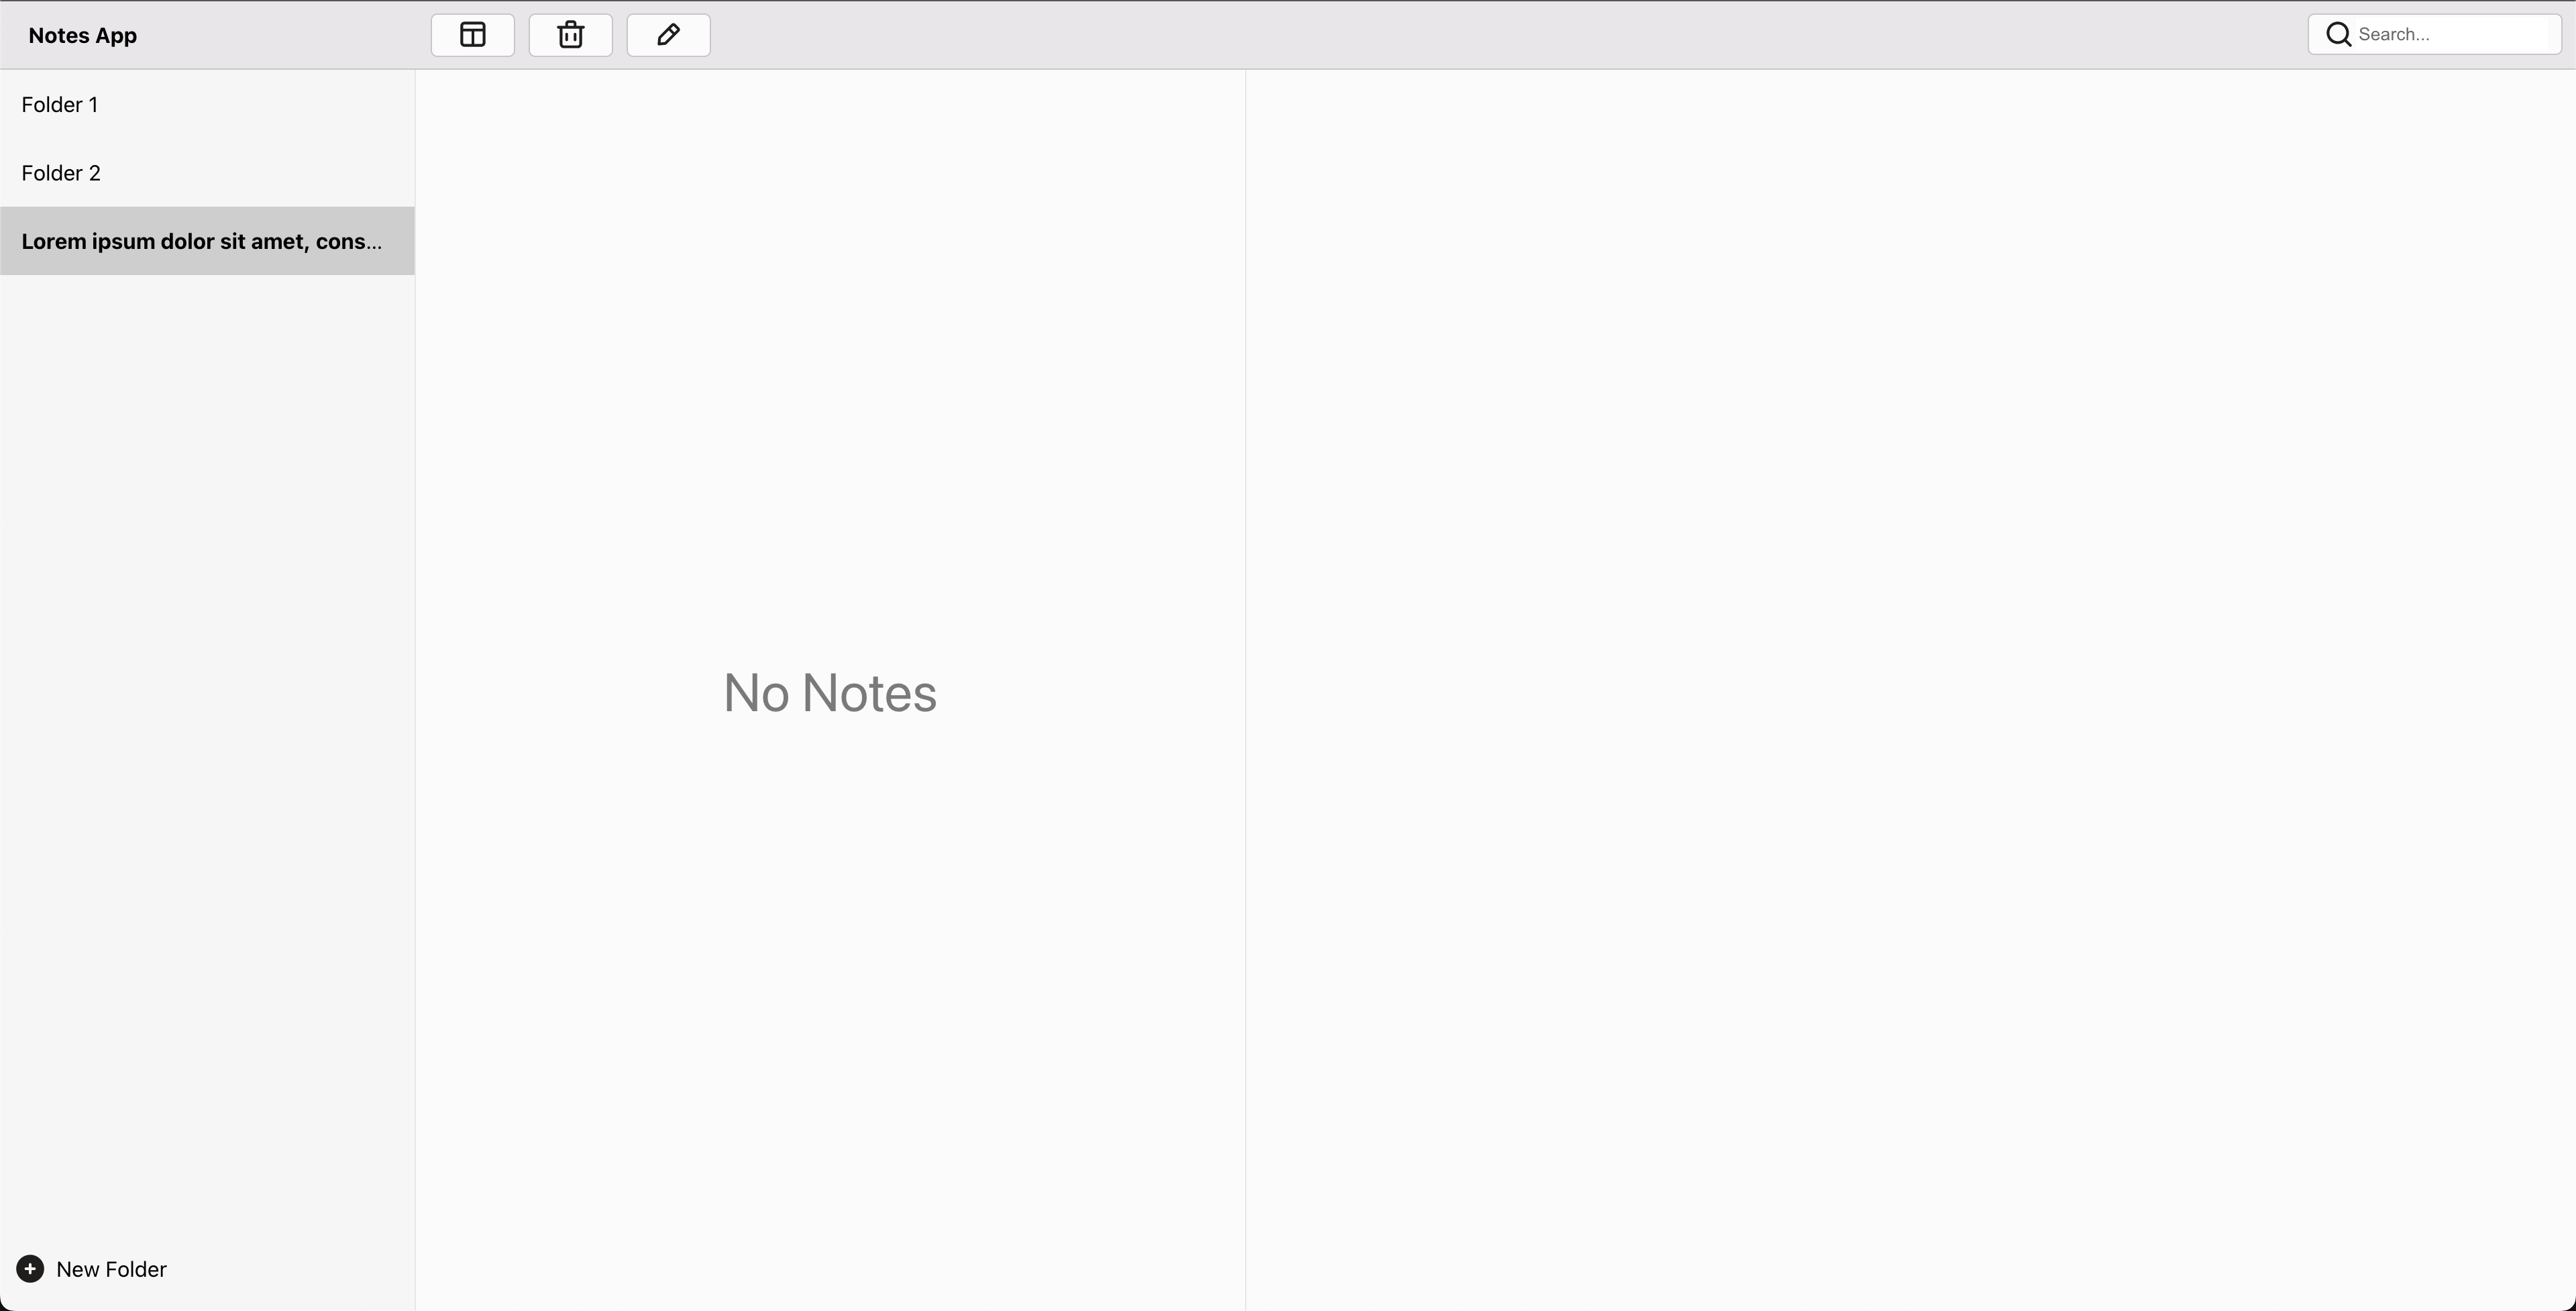 Notes App
Search...
Folder 1
Folder 2
Lorem ipsum dolor sit amet, cons...
No Notes
New Folder